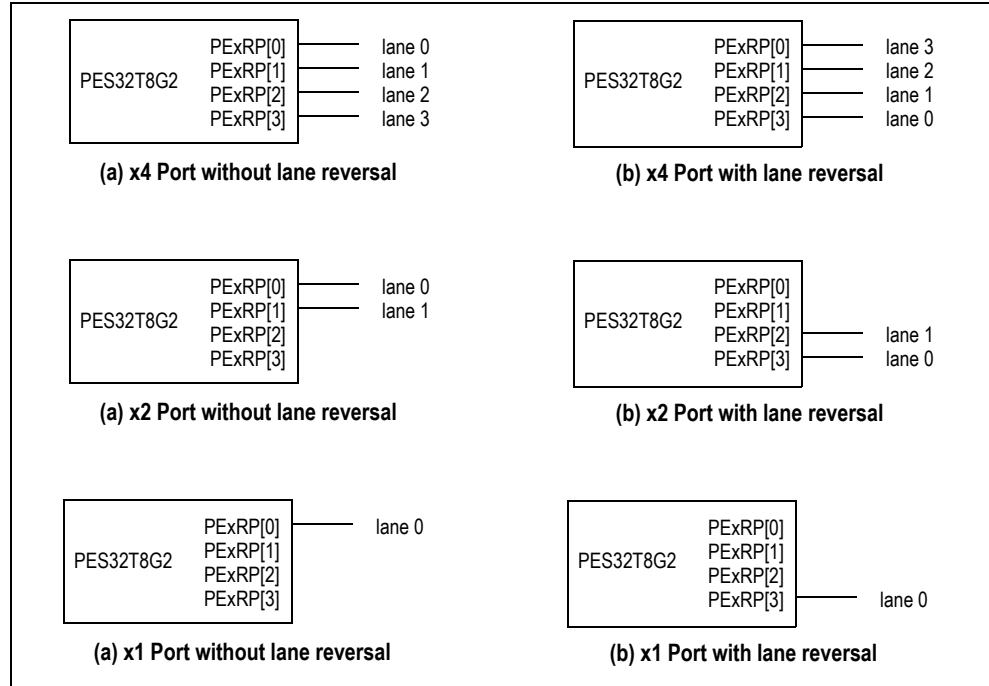 PES32T8G2
PExRP[0] lane 0
PExRP[1] lane 1
PExRP[2] lane 2
PExRP[3] lane 3
(a) x4 Port without lane reversal
PES32T8G2
PExRP[0] lane 3
PExRP[1] lane 2
PExRP[2] lane 1
PExRP[3] lane 0
(b) x4 Port with lane reversal
PES32T8G2
PExRP[0] lane 0
PExRP[1] lane 1
PExRP[2]
PExRP[3]
(a) x2 Port without lane reversal
PES32T8G2
PExRP[0]
PExRP[1]
PExRP[2] lane 1
PExRP[3] lane 0
(b) x2 Port with lane reversal
PES32T8G2
PExRP[0] lane 0
PExRP[1]
PExRP[2]
PExRP[3]
(a) x1 Port without lane reversal
PES32T8G2
PExRP[0]
PExRP[1]
PExRP[2]
PExRP[3] lane 0
(b) x1 Port with lane reversal